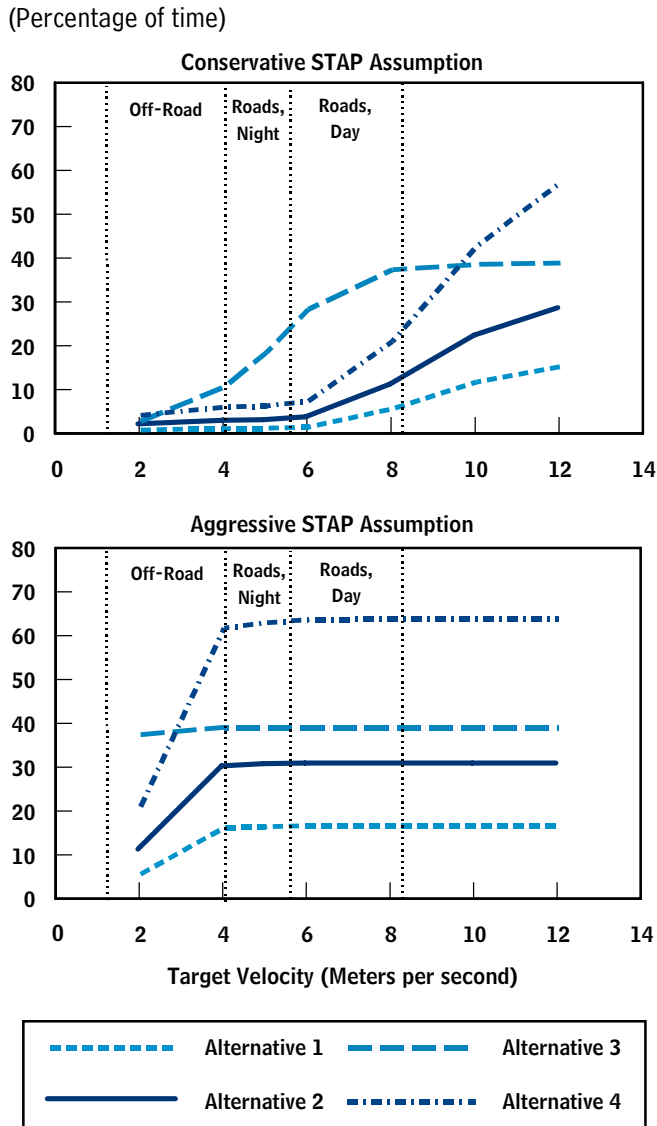 (Percentage of time)
Conservative STAP Assumption
80
70
60
50
40
30
20
10
0
Off-Road
Roads,
Night
Roads,
Day
0 2 4 6 8 10 12 14
Aggressive STAP Assumption
80
70
60
50
40
30
20
10
0
Off-Road
Roads,
Night
Roads,
Day
0 2 4 6 8 10 12 14
Target Velocity (Meters per second)
Alternative 1 Alternative 3
Alternative 2 Alternative 4